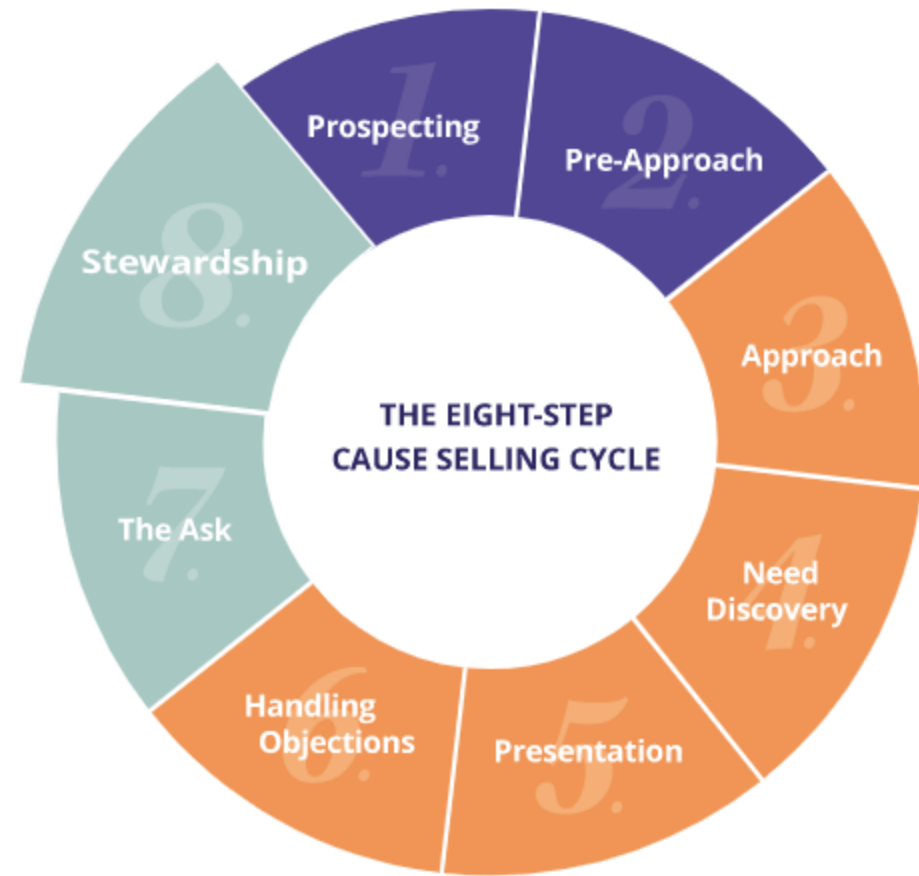 THE EIGHT-STEP
CAUSE SELLING CYCLE
1.
Prospecting
2.
Pre-Approach
3.
Approach
4.
Need
Discovery
5.
Presentation
6.
Handling
Objections
7.
The Ask
8.
Stewardship